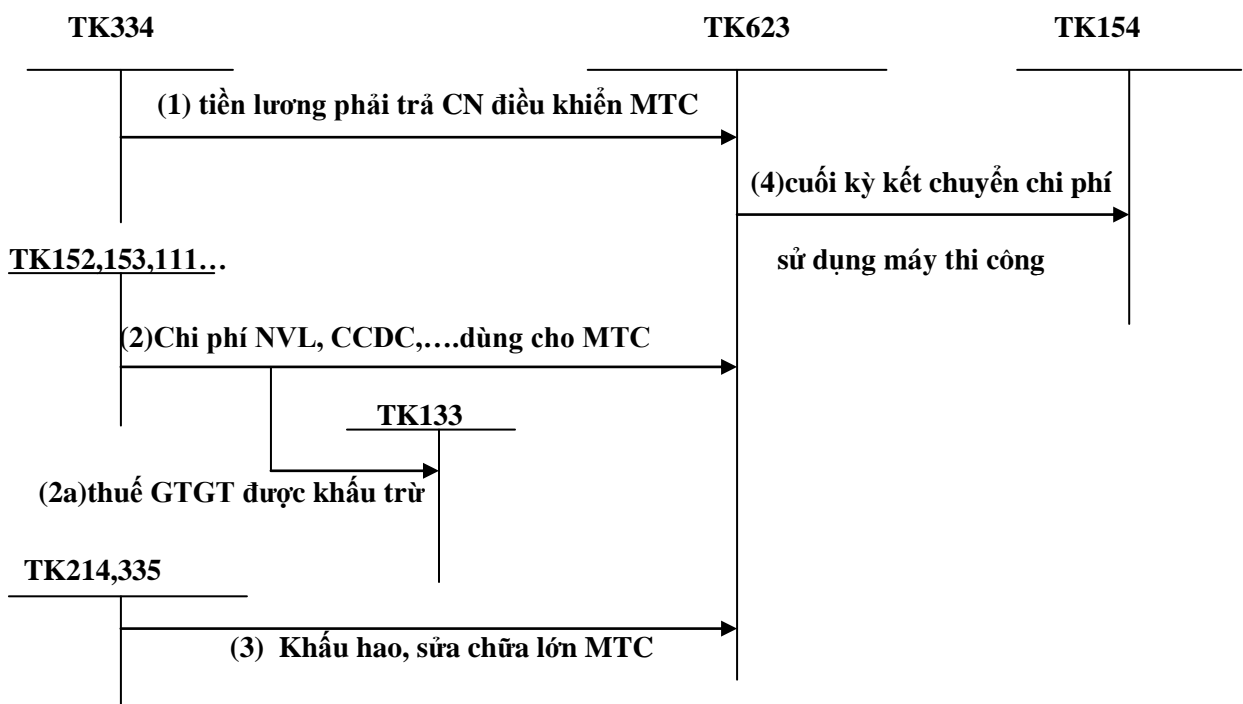 TK334
TK623
TK154
(1) tiền lương phải trả CN điều khiển MTC
(4)cuối kỳ kết chuyển chi phí
sử dụng máy thi công
TK152,153,111…
(2)Chi phí NVL, CCDC,….dùng cho MTC
TK133
(2a)thuế GTGT được khấu trừ
TK214,335
(3) Khấu hao, sửa chữa lớn MTC